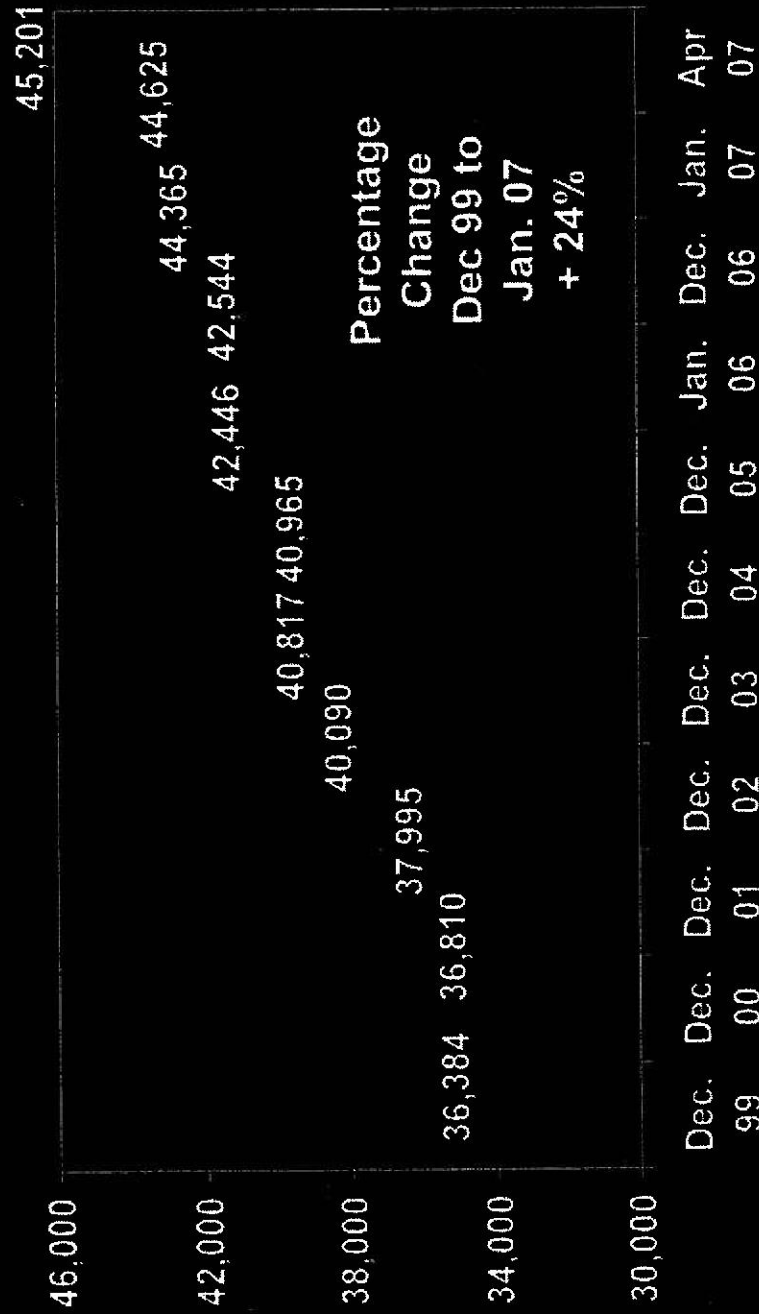 45,201
44,365 44,625
42,446 42,544
40,817 40,965
40,090
37,995
36,384 36,810
Percentage
Change
Dec 99 to
Jan. 07
+ 24%
46,000
42,000
38,000
34,000
30,000
Dec. Dec. Dec. Dec. Dec. Dec. Dec. Jan. Dec. Jan. Apr
99 00 01 02 03 04 05 06 06 07 07